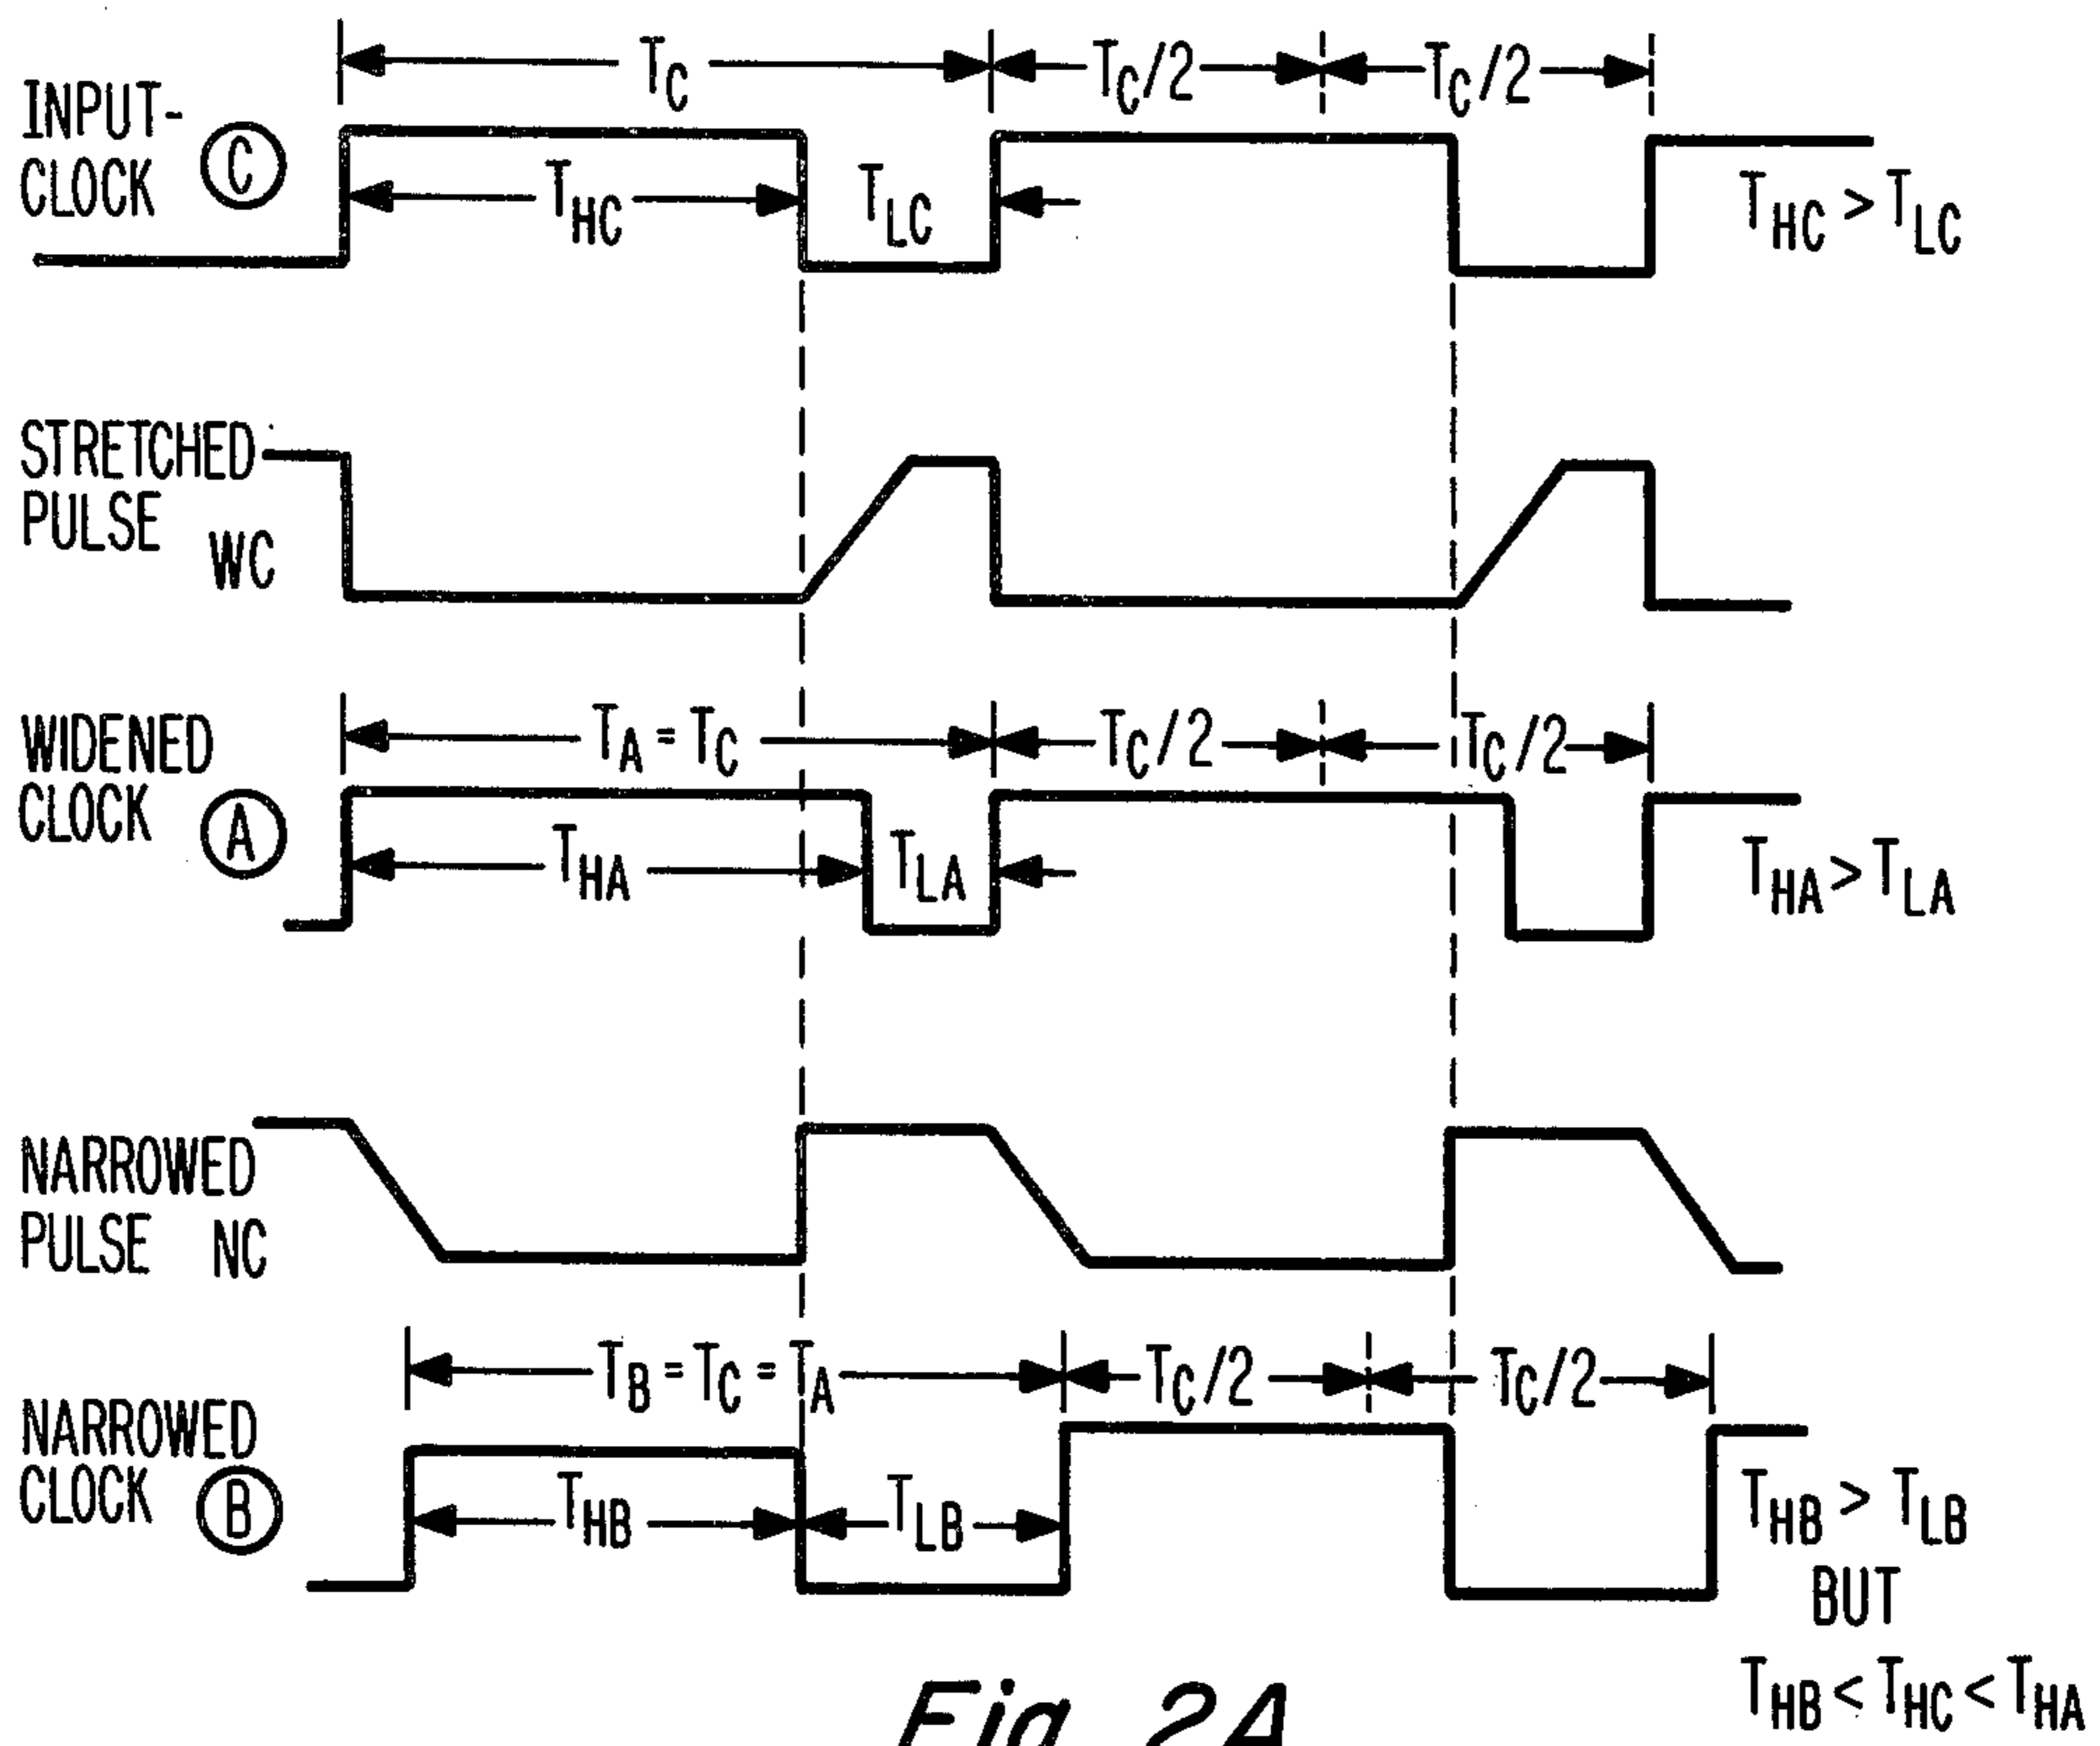 T_C T_C/2 T_C/2
INPUT-
CLOCK C
T_HC T_LC T_HC > T_LC
STRETCHED
PULSE WC
T_A = T_C T_C/2 T_C/2
WIDENED
CLOCK A
T_HA T_LA T_HA > T_LA
NARROWED
PULSE NC
T_B = T_C = T_A T_C/2 T_C/2
NARROWED
CLOCK B
T_HB T_LB T_HB > T_LB
BUT
T_HB < T_HC < T_HA
Fig. 2A